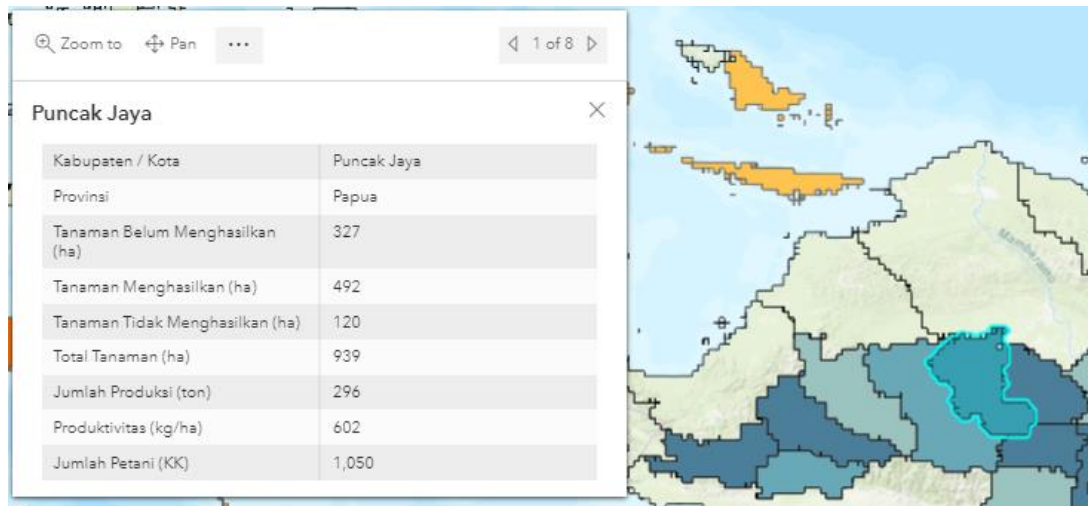 Zoom to Pan ... 1 of 8
Puncak Jaya
Kabupaten / Kota Puncak Jaya
Provinsi Papua
Tanaman Belum Menghasilkan 327
(ha)
Tanaman Menghasilkan (ha) 492
Tanaman Tidak Menghasilkan (ha) 120
Total Tanaman (ha) 939
Jumlah Produksi (ton) 296
Produktivitas (kg/ha) 602
Jumlah Petani (KK) 1,050
Mamberamo